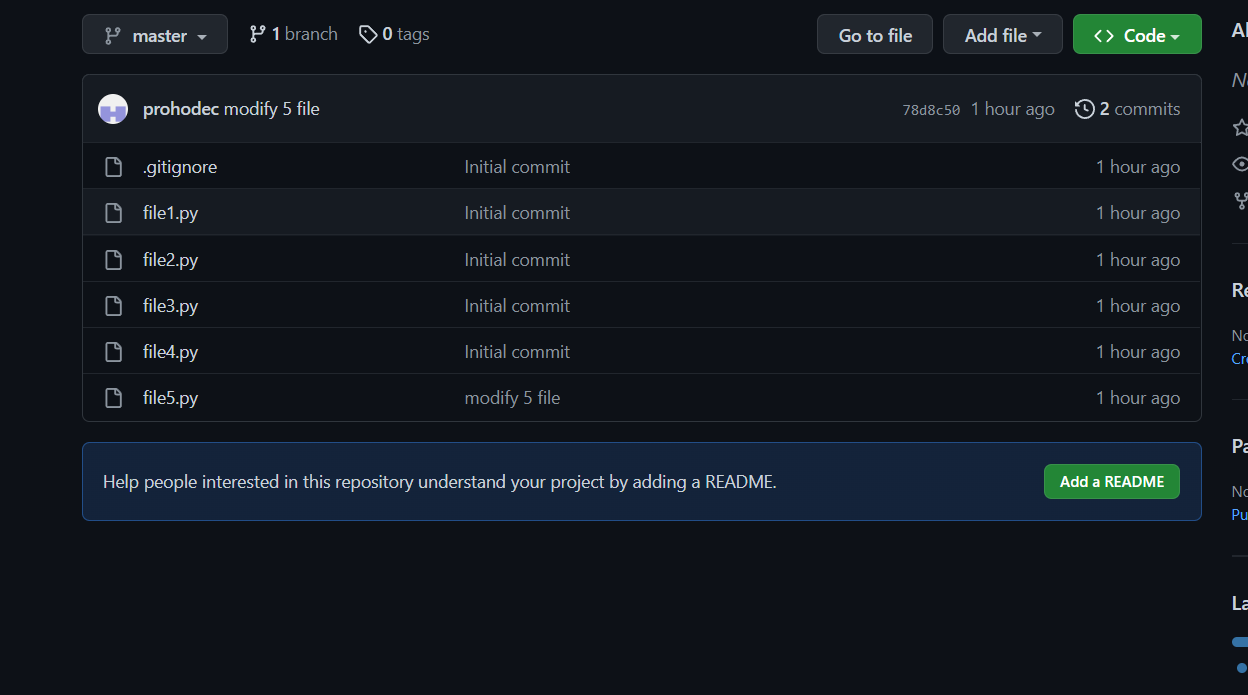 master 1 branch 0 tags Go to file Add file Code
prohodec modify 5 file 78d8c50 1 hour ago 2 commits
.gitignore Initial commit 1 hour ago
file1.py Initial commit 1 hour ago
file2.py Initial commit 1 hour ago
file3.py Initial commit 1 hour ago
file4.py Initial commit 1 hour ago
file5.py modify 5 file 1 hour ago
Help people interested in this repository understand your project by adding a README. Add a README